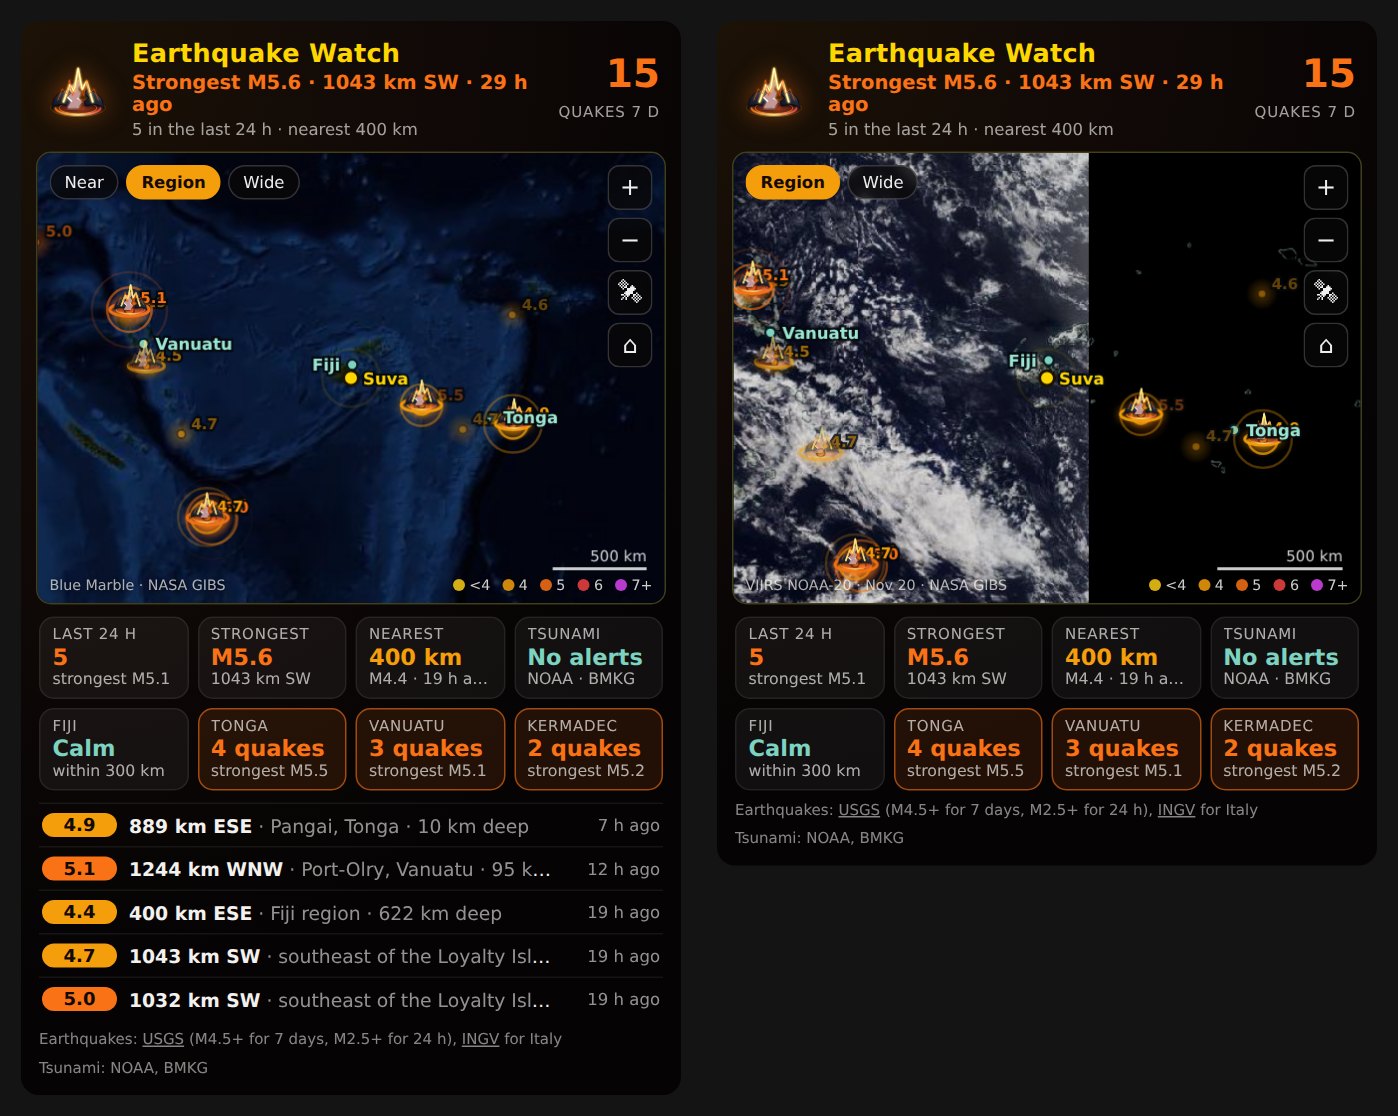 Earthquake Watch
Strongest M5.6 · 1043 km SW · 29 h
ago
5 in the last 24 h · nearest 400 km
15
QUAKES 7 D
Near
Region
Wide
+
−
5.0
5.1
4.6
Vanuatu
4.5
Fiji
Suva
5.5
4.7
Tonga
4.7
4.7
500 km
Blue Marble · NASA GIBS
<4
4
5
6
7+
LAST 24 H
5
strongest M5.1
STRONGEST
M5.6
1043 km SW
NEAREST
400 km
M4.4 · 19 h a...
TSUNAMI
No alerts
NOAA · BMKG
FIJI
Calm
within 300 km
TONGA
4 quakes
strongest M5.5
VANUATU
3 quakes
strongest M5.1
KERMADEC
2 quakes
strongest M5.2
4.9 889 km ESE · Pangai, Tonga · 10 km deep 7 h ago
5.1 1244 km WNW · Port-Olry, Vanuatu · 95 k... 12 h ago
4.4 400 km ESE · Fiji region · 622 km deep 19 h ago
4.7 1043 km SW · southeast of the Loyalty Isl... 19 h ago
5.0 1032 km SW · southeast of the Loyalty Isl... 19 h ago
Earthquakes: USGS (M4.5+ for 7 days, M2.5+ for 24 h), INGV for Italy
Tsunami: NOAA, BMKG
Earthquake Watch
Strongest M5.6 · 1043 km SW · 29 h
ago
5 in the last 24 h · nearest 400 km
15
QUAKES 7 D
Region
Wide
+
−
5.1
4.6
Vanuatu
4.5
Fiji
Suva
5.5
4.7
Tonga
4.7
4.7
500 km
VIIRS NOAA-20 · Nov 20 · NASA GIBS
<4
4
5
6
7+
LAST 24 H
5
strongest M5.1
STRONGEST
M5.6
1043 km SW
NEAREST
400 km
M4.4 · 19 h a...
TSUNAMI
No alerts
NOAA · BMKG
FIJI
Calm
within 300 km
TONGA
4 quakes
strongest M5.5
VANUATU
3 quakes
strongest M5.1
KERMADEC
2 quakes
strongest M5.2
Earthquakes: USGS (M4.5+ for 7 days, M2.5+ for 24 h), INGV for Italy
Tsunami: NOAA, BMKG